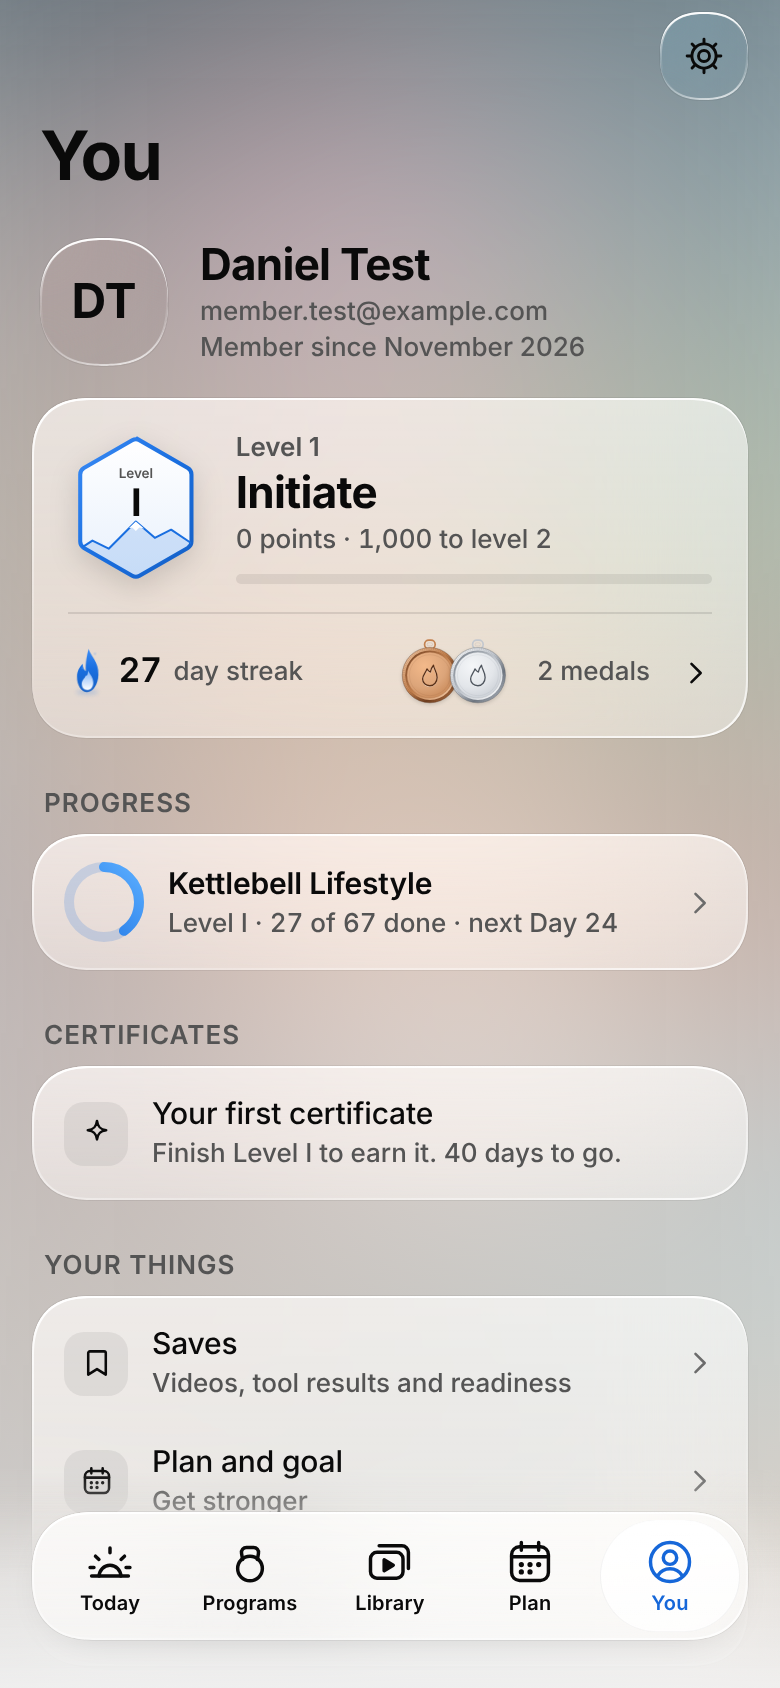 You
DT
Daniel Test
member.test@example.com
Member since November 2026
Level
I
Level 1
Initiate
0 points · 1,000 to level 2
27 day streak
2 medals
PROGRESS
Kettlebell Lifestyle
Level I · 27 of 67 done · next Day 24
CERTIFICATES
Your first certificate
Finish Level I to earn it. 40 days to go.
YOUR THINGS
Saves
Videos, tool results and readiness
Plan and goal
Get stronger
Today
Programs
Library
Plan
You